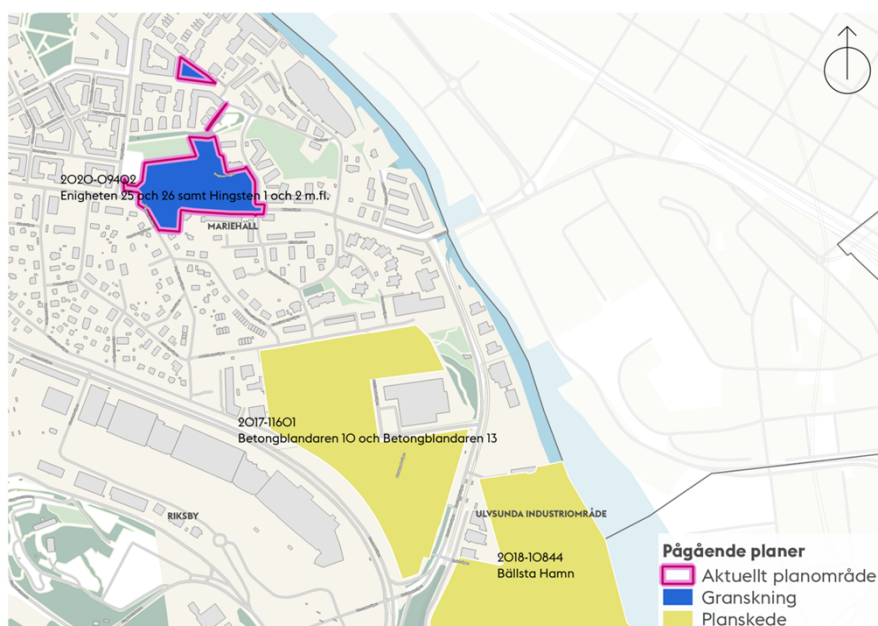 2020-09402
Enigheten 25 och 26 samt Hingsten 1 och 2 m.fl.
MARIEHÄLL
2017-11601
Betongblandaren 10 och Betongblandaren 13
RIKSBY
ULVSUNDA INDUSTRIOMRÅDE
2018-10844
Bällsta Hamn
Pågående planer
Aktuellt planområde
Granskning
Planskede